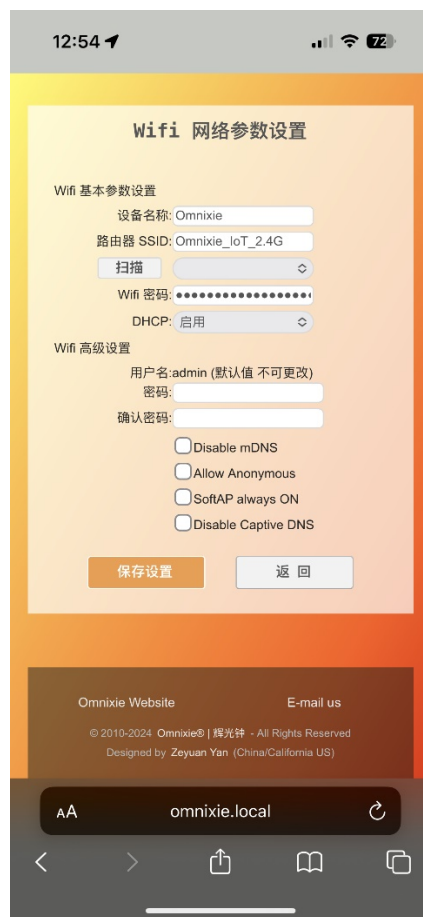 12:54
72
Wifi 网络参数设置
Wifi 基本参数设置
设备名称: Omnixie
路由器 SSID: Omnixie_IoT_2.4G
扫描
Wifi 密码: ••••••••••••••••••
DHCP: 启用
Wifi 高级设置
用户名:admin (默认值 不可更改)
密码:
确认密码:
Disable mDNS
Allow Anonymous
SoftAP always ON
Disable Captive DNS
保存设置 返 回
Omnixie Website E-mail us
© 2010-2024 Omnixie® | 辉光钟 - All Rights Reserved
Designed by Zeyuan Yan (China/California US)
AA omnixie.local